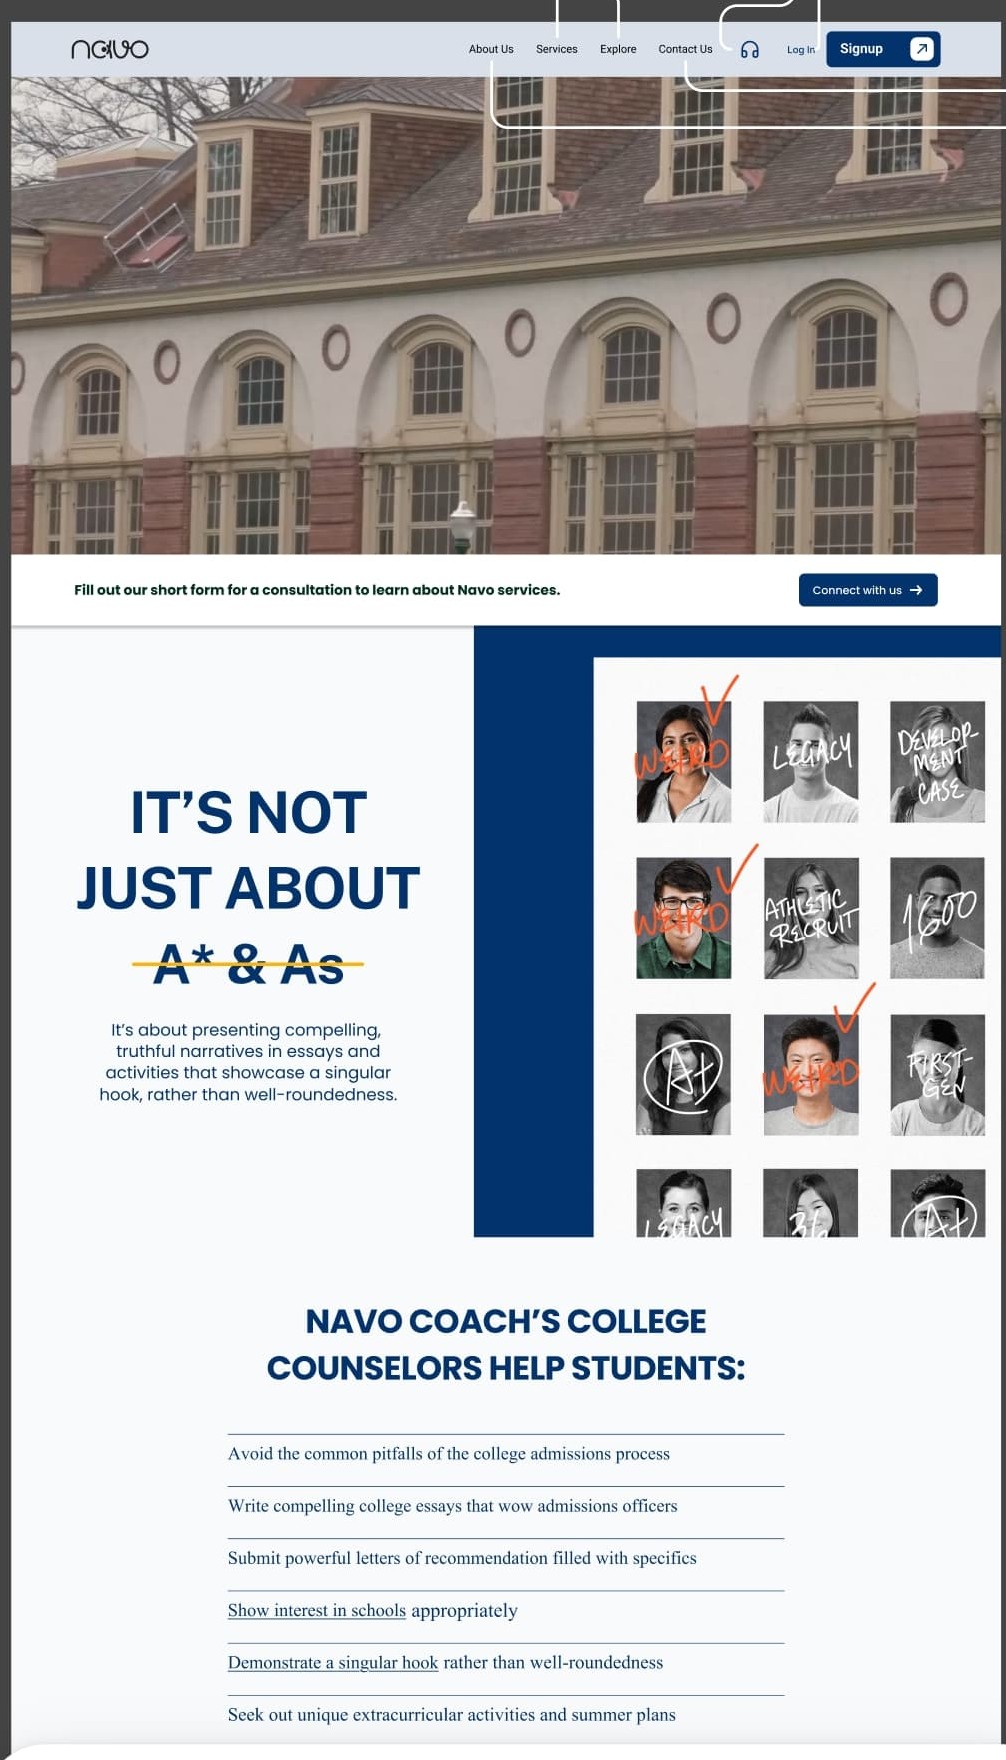 navo
About Us Services Explore Contact Us Log In Signup
Fill out our short form for a consultation to learn about Navo services.
Connect with us
IT’S NOT
JUST ABOUT
A* & As
It’s about presenting compelling,
truthful narratives in essays and
activities that showcase a singular
hook, rather than well-roundedness.
WEIRD
LEGACY
DEVELOP-
MENT
CASE
WEIRD
ATHLETIC
RECRUIT
1600
A+
WEIRD
FIRST-
GEN
LEGACY
36
A+
NAVO COACH’S COLLEGE
COUNSELORS HELP STUDENTS:
Avoid the common pitfalls of the college admissions process
Write compelling college essays that wow admissions officers
Submit powerful letters of recommendation filled with specifics
Show interest in schools appropriately
Demonstrate a singular hook rather than well-roundedness
Seek out unique extracurricular activities and summer plans